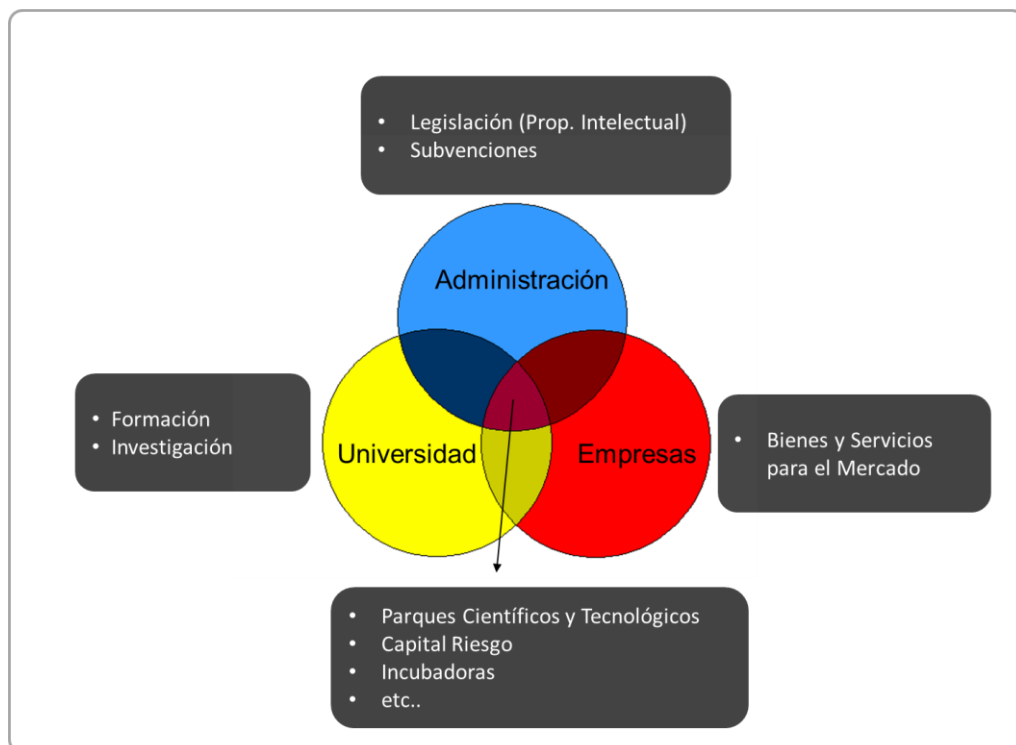 • Legislación (Prop. Intelectual)
• Subvenciones
Administración
• Formación
• Investigación
Universidad
Empresas
• Bienes y Servicios
para el Mercado
• Parques Científicos y Tecnológicos
• Capital Riesgo
• Incubadoras
• etc..